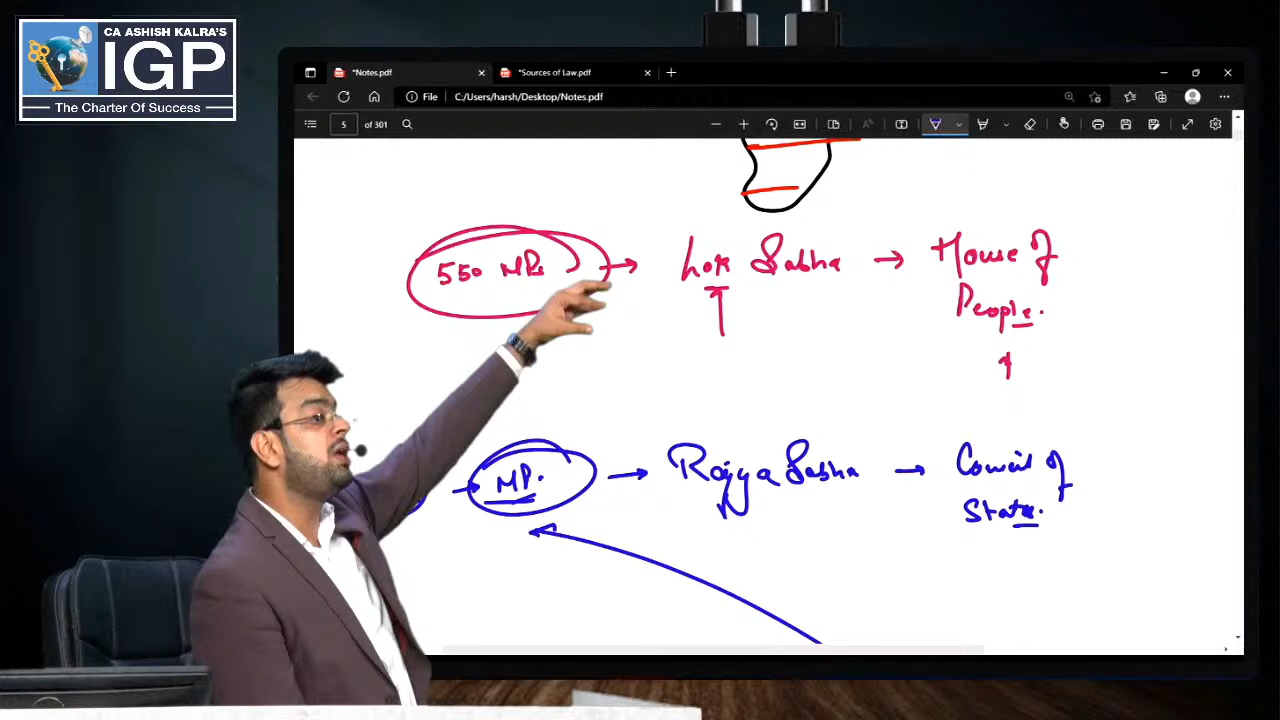 CA ASHISH KALRA'S
IGP
The Charter Of Success
*Notes.pdf
*Sources of Law.pdf
File
C:/Users/harsh/Desktop/Notes.pdf
5
of 301
550 MPs → Lok Sabha → House of
People.
→ MP. → Rajya Sabha → Council of
States.